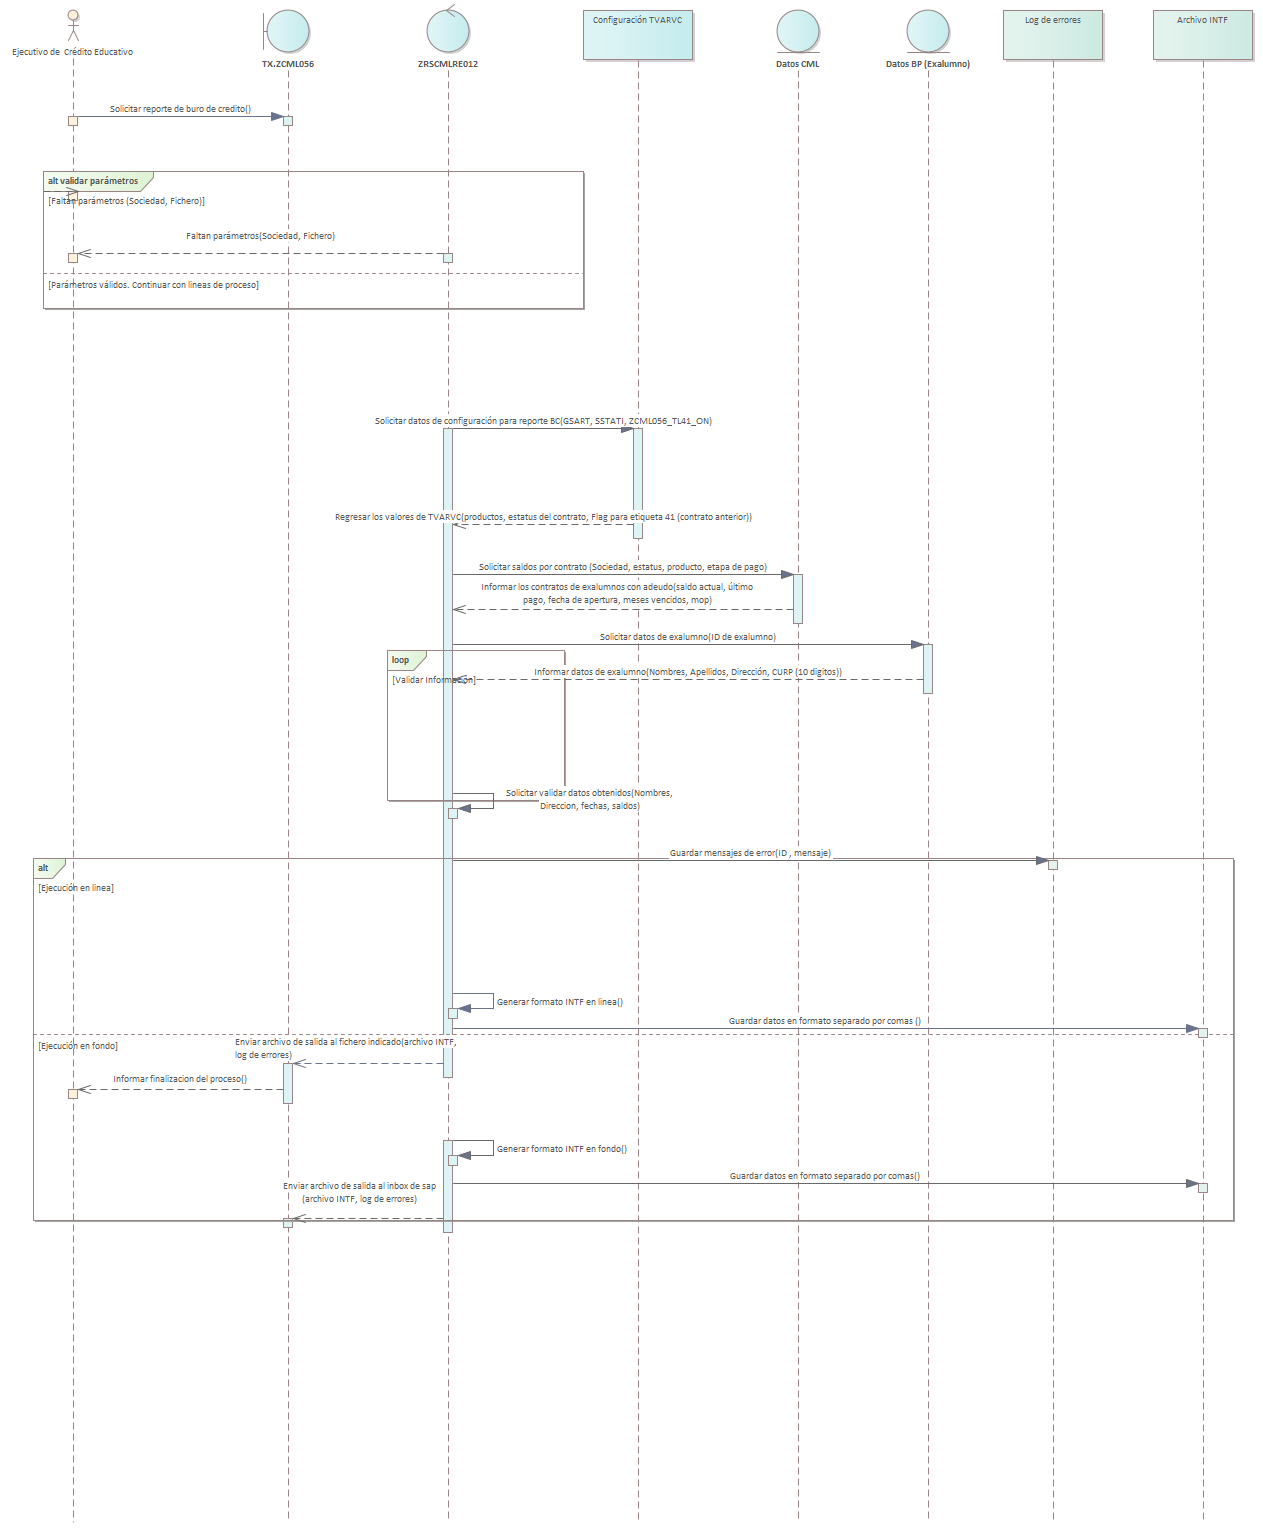 Ejecutivo de Crédito Educativo
TX.ZCML056
ZRSCMLRE012
Configuración TVARVC
Datos CML
Datos BP (Exalumno)
Log de errores
Archivo INTF
Solicitar reporte de buro de credito()
alt validar parámetros
[Faltan parámetros (Sociedad, Fichero)]
Faltan parámetros(Sociedad, Fichero)
[Parámetros válidos. Continuar con lineas de proceso]
Solicitar datos de configuración para reporte BC(GSART, SSTATI, ZCML056_TL41_ON)
Regresar los valores de TVARVC(productos, estatus del contrato, Flag para etiqueta 41 (contrato anterior))
Solicitar saldos por contrato (Sociedad, estatus, producto, etapa de pago)
Informar los contratos de exalumnos con adeudo(saldo actual, último
pago, fecha de apertura, meses vencidos, mop)
Solicitar datos de exalumno(ID de exalumno)
loop
Informar datos de exalumno(Nombres, Apellidos, Dirección, CURP (10 digitos))
[Validar Información]
Solicitar validar datos obtenidos(Nombres,
Direccion, fechas, saldos)
Guardar mensajes de error(ID , mensaje)
alt
[Ejecución en linea]
Generar formato INTF en linea()
Guardar datos en formato separado por comas ()
[Ejecución en fondo]
Enviar archivo de salida al fichero indicado(archivo INTF,
log de errores)
Informar finalizacion del proceso()
Generar formato INTF en fondo()
Guardar datos en formato separado por comas()
Enviar archivo de salida al inbox de sap
(archivo INTF, log de errores)